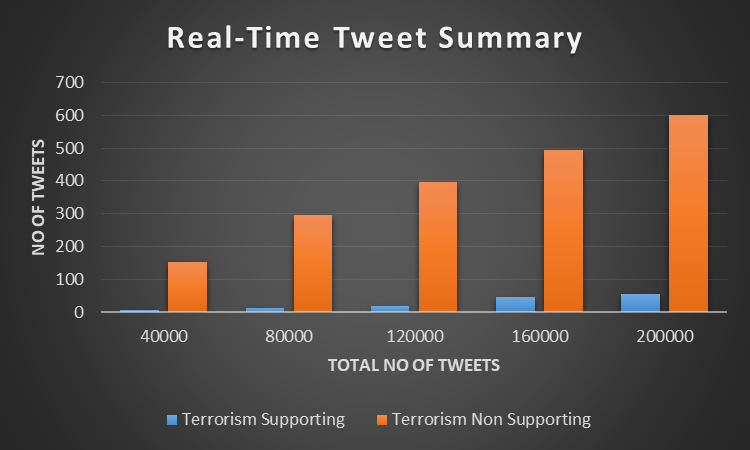 Real-Time Tweet Summary
700
600
500
400
300
200
100
0
NO OF TWEETS
40000 80000 120000 160000 200000
TOTAL NO OF TWEETS
Terrorism Supporting Terrorism Non Supporting